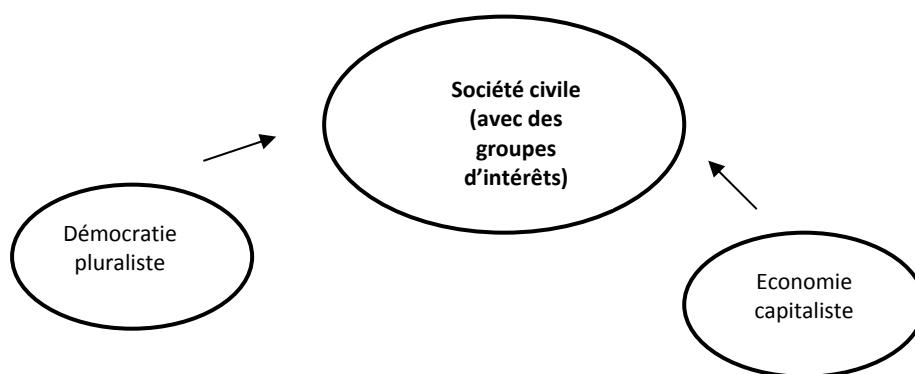 Société civile
(avec des
groupes
d’intérêts)
Démocratie
pluraliste
Economie
capitaliste